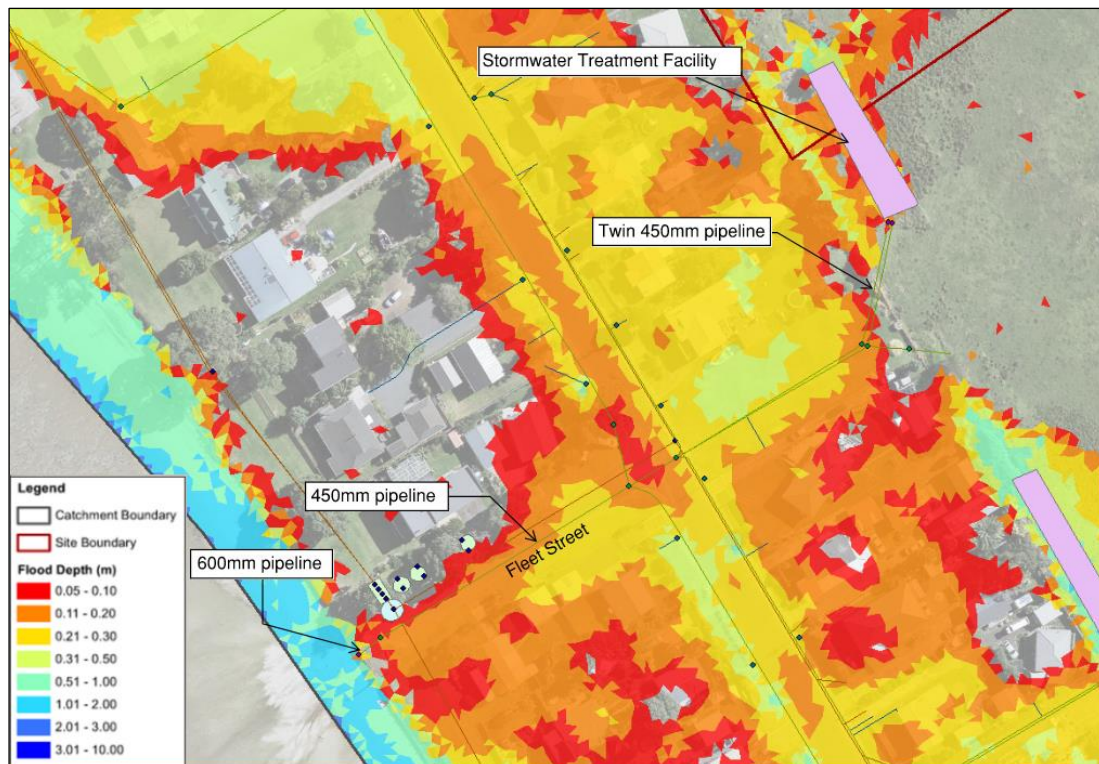 Stormwater Treatment Facility
Twin 450mm pipeline
450mm pipeline
Fleet Street
600mm pipeline
Legend
Catchment Boundary
Site Boundary
Flood Depth (m)
0.05 - 0.10
0.11 - 0.20
0.21 - 0.30
0.31 - 0.50
0.51 - 1.00
1.01 - 2.00
2.01 - 3.00
3.01 - 10.00